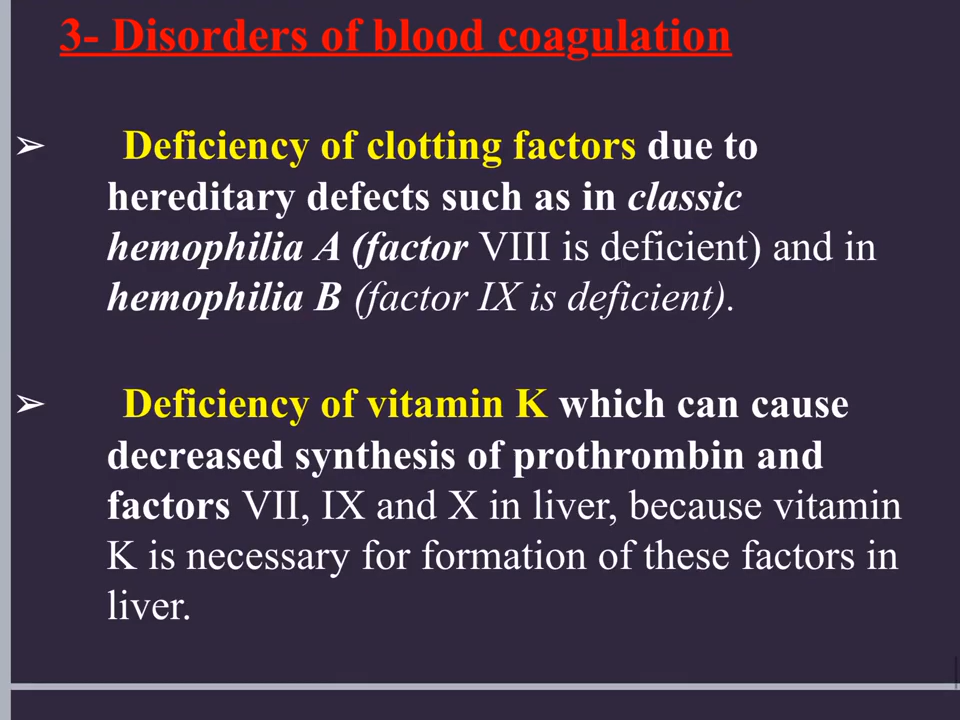 3- Disorders of blood coagulation
➢ Deficiency of clotting factors due to
hereditary defects such as in classic
hemophilia A (factor VIII is deficient) and in
hemophilia B (factor IX is deficient).
➢ Deficiency of vitamin K which can cause
decreased synthesis of prothrombin and
factors VII, IX and X in liver, because vitamin
K is necessary for formation of these factors in
liver.